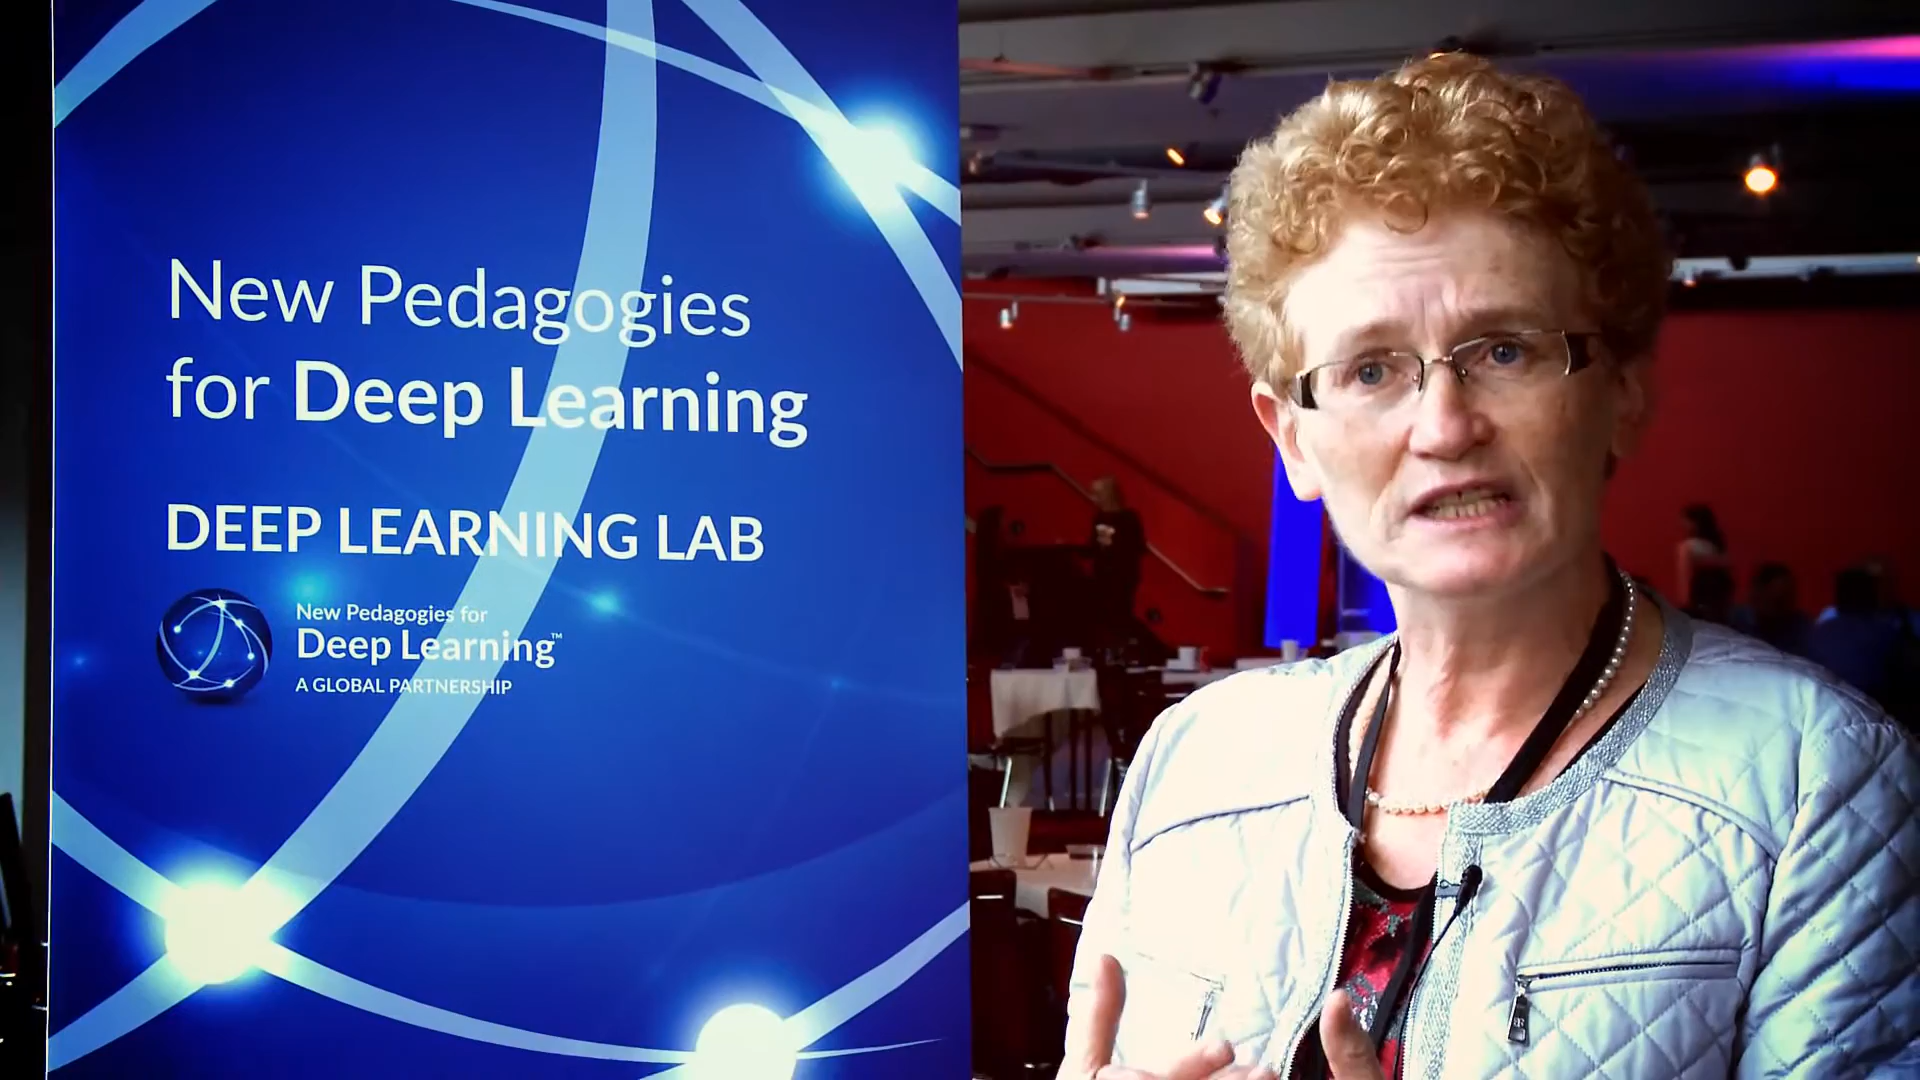 New Pedagogies
for Deep Learning
DEEP LEARNING LAB
New Pedagogies for
Deep Learning™
A GLOBAL PARTNERSHIP